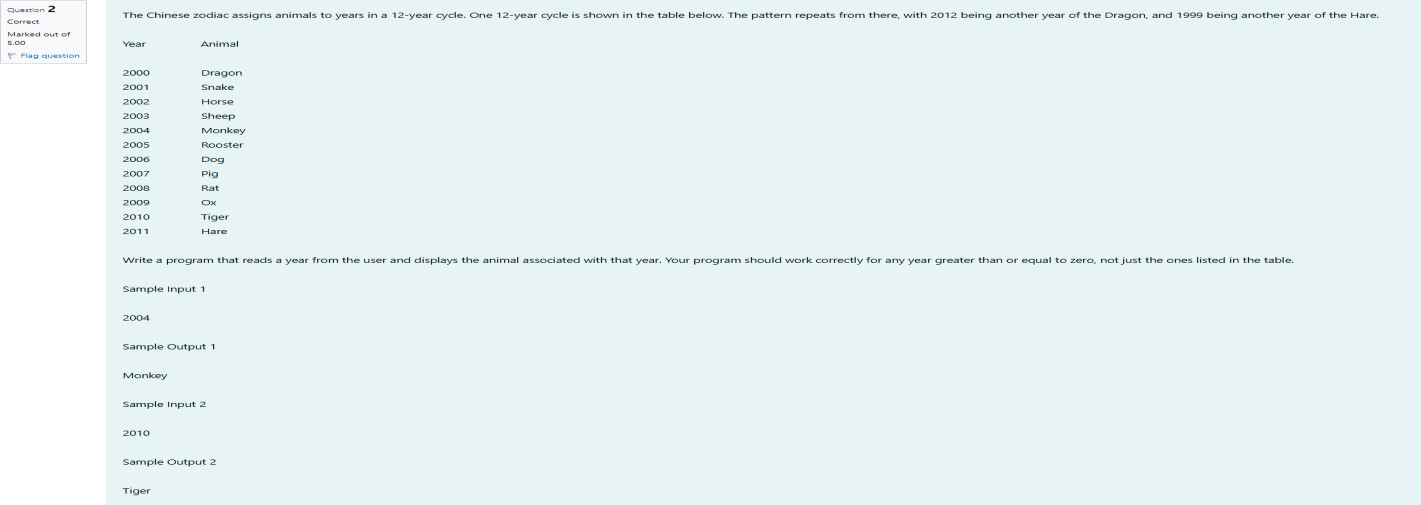 Question 2
Correct
Marked out of
5.00
Flag question
The Chinese zodiac assigns animals to years in a 12-year cycle. One 12-year cycle is shown in the table below. The pattern repeats from there, with 2012 being another year of the Dragon, and 1999 being another year of the Hare.
Year Animal
2000 Dragon
2001 Snake
2002 Horse
2003 Sheep
2004 Monkey
2005 Rooster
2006 Dog
2007 Pig
2008 Rat
2009 Ox
2010 Tiger
2011 Hare
Write a program that reads a year from the user and displays the animal associated with that year. Your program should work correctly for any year greater than or equal to zero, not just the ones listed in the table.
Sample Input 1
2004
Sample Output 1
Monkey
Sample Input 2
2010
Sample Output 2
Tiger